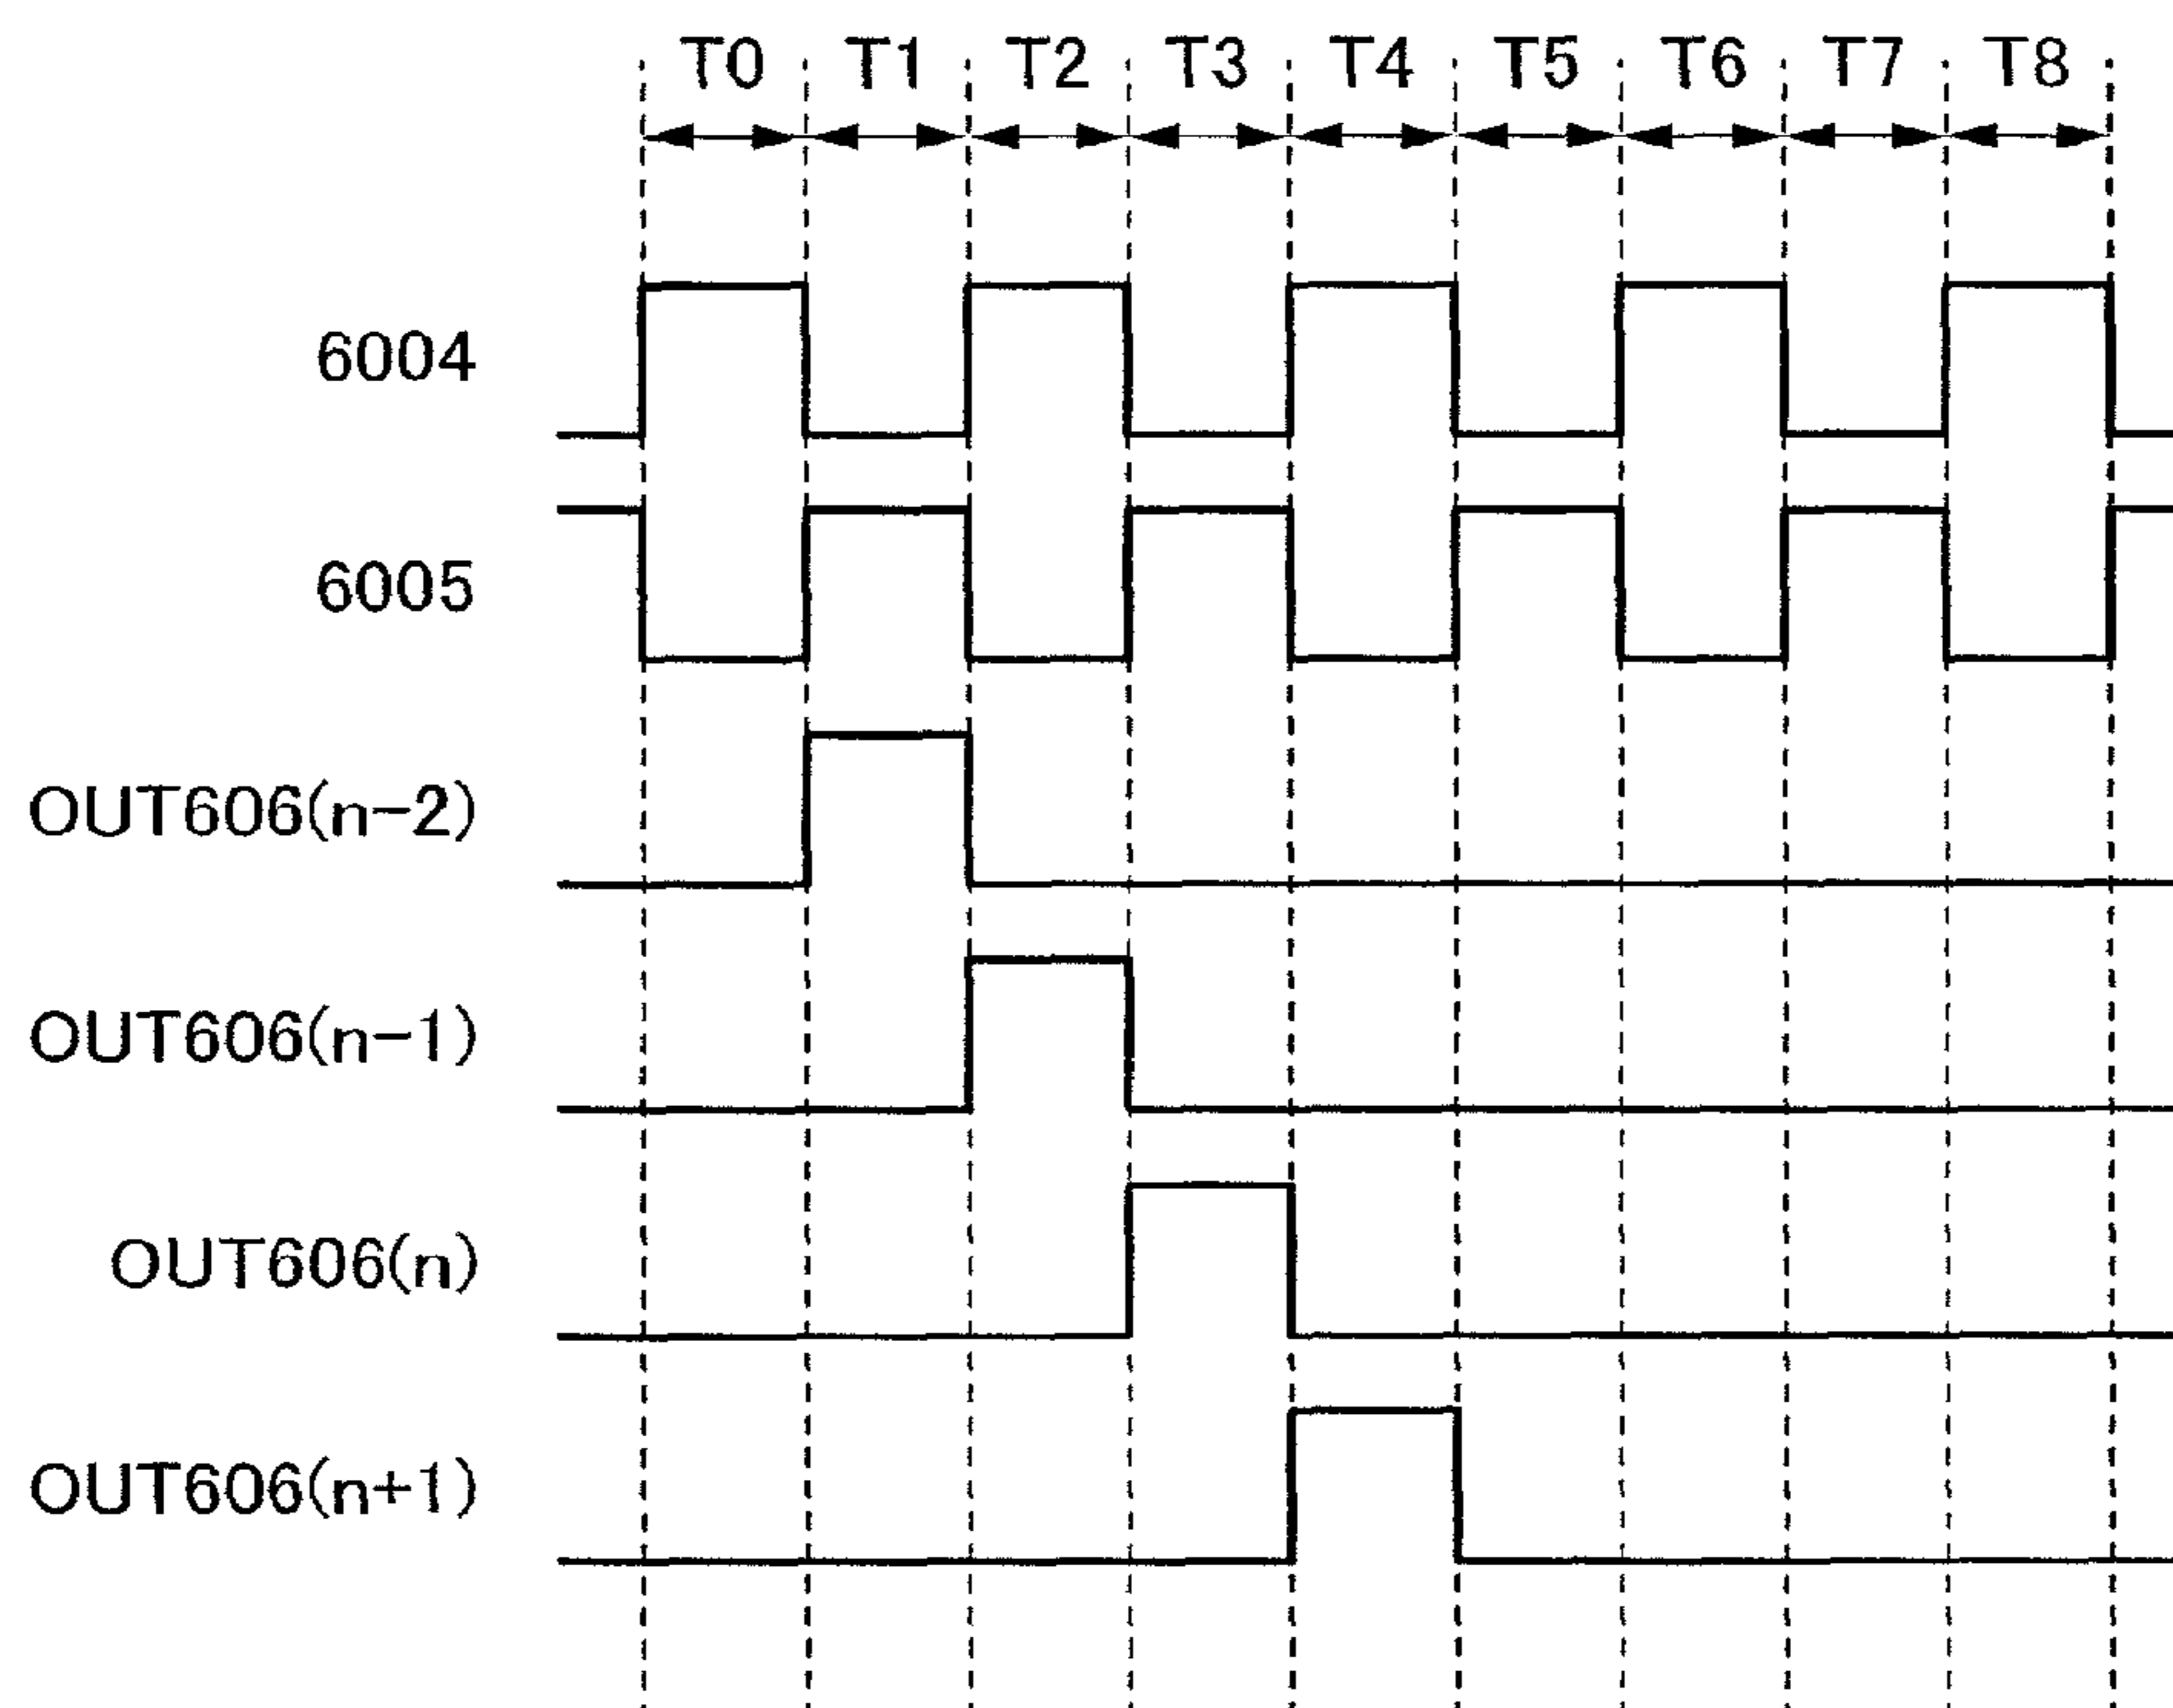 T0 T1 T2 T3 T4 T5 T6 T7 T8
6004
6005
OUT606(n-2)
OUT606(n-1)
OUT606(n)
OUT606(n+1)